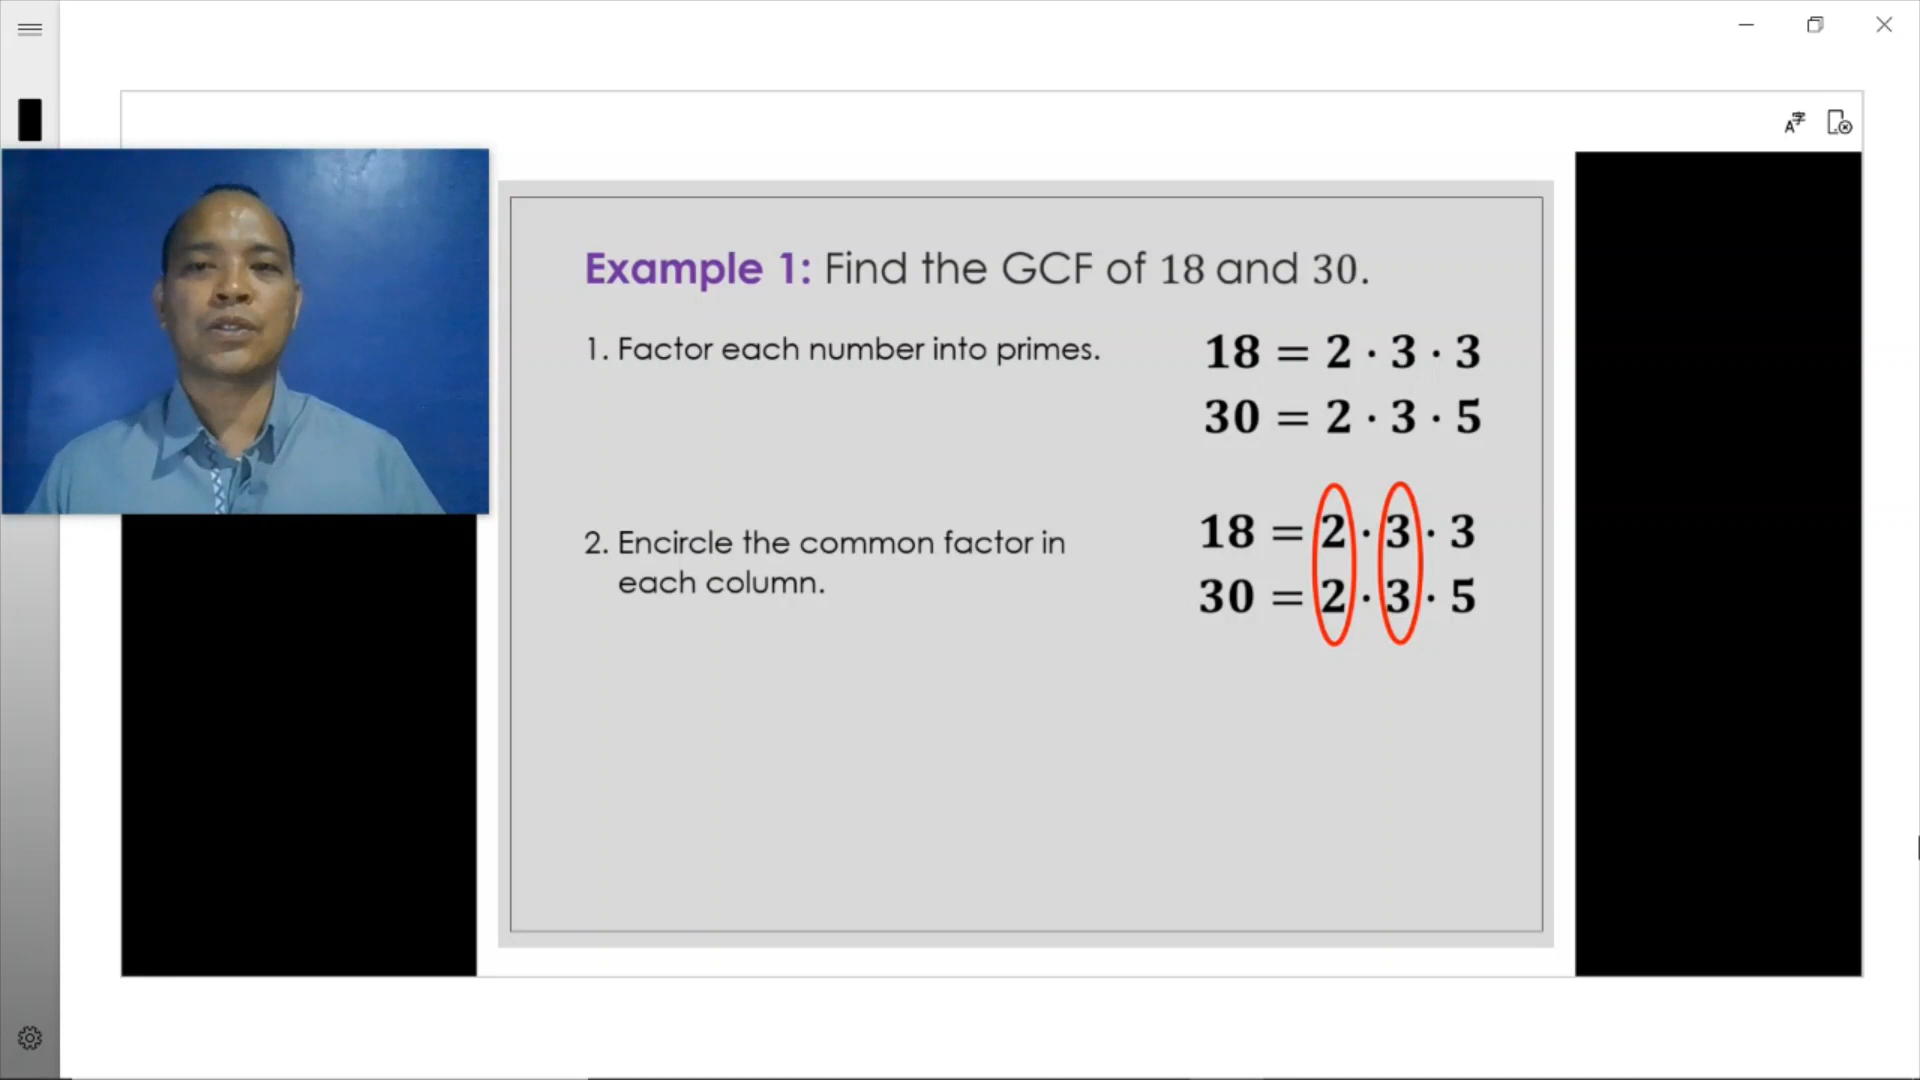 Example 1: Find the GCF of 18 and 30.
1. Factor each number into primes.
18 = 2 · 3 · 3
30 = 2 · 3 · 5
2. Encircle the common factor in
each column.
18 = 2 · 3 · 3
30 = 2 · 3 · 5